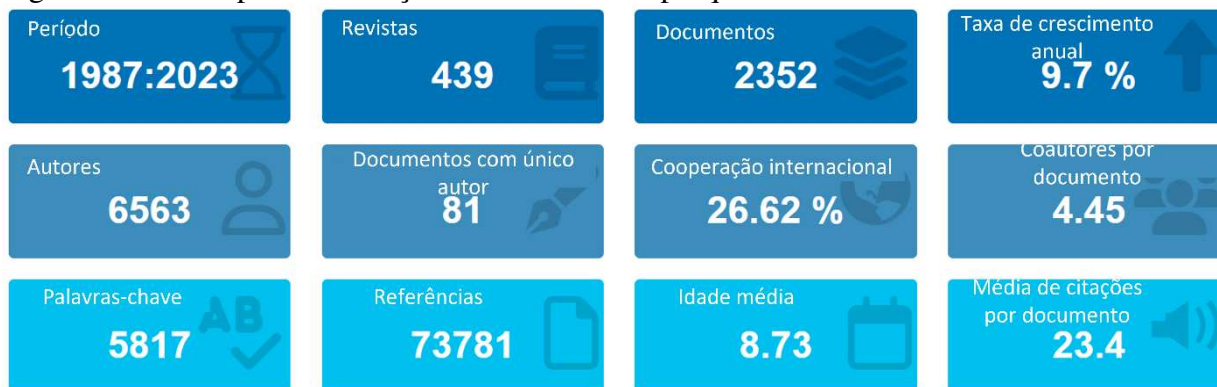 Período
1987:2023
Revistas
439
Documentos
2352
Taxa de crescimento
anual
9.7 %
Autores
6563
Documentos com único
autor
81
Cooperação internacional
26.62 %
Coautores por
documento
4.45
Palavras-chave
5817
AB
Referências
73781
Idade média
8.73
Média de citações
por documento
23.4